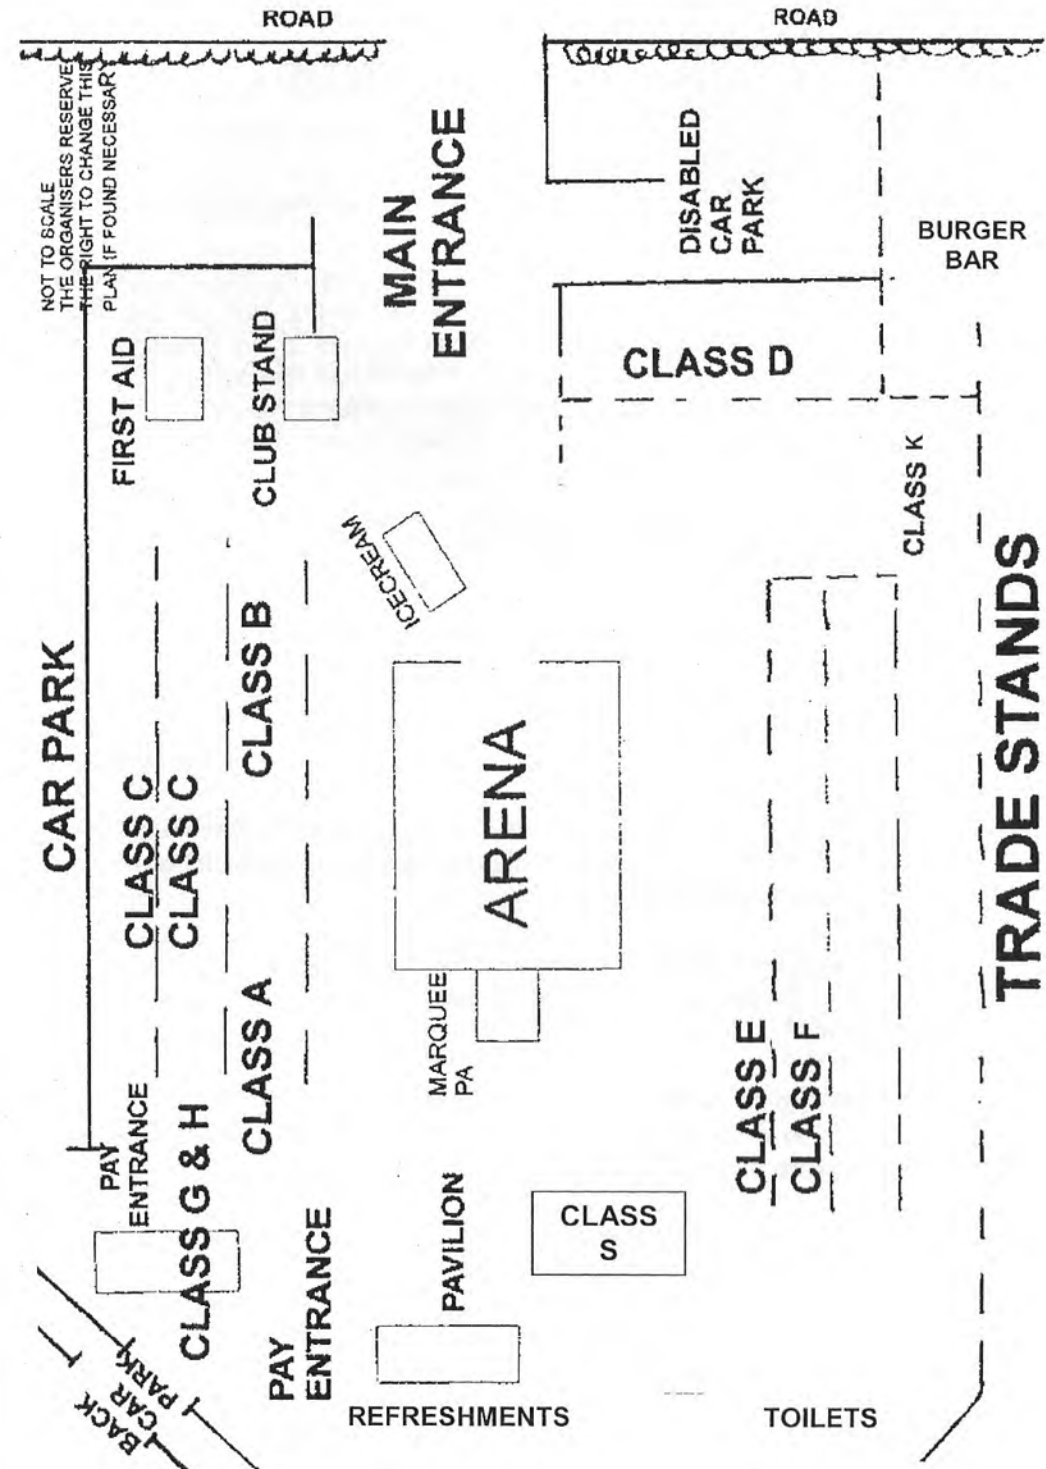 ROAD
ROAD
NOT TO SCALE
THE ORGANISERS RESERVE
THE RIGHT TO CHANGE THIS
PLAN IF FOUND NECESSARY
MAIN
ENTRANCE
DISABLED
CAR
PARK
BURGER
BAR
FIRST AID
CLUB STAND
CLASS D
CLASS K
ICECREAM
CAR PARK
CLASS C
CLASS C
CLASS B
CLASS A
ARENA
TRADE STANDS
MARQUEE
PA
CLASS E
CLASS F
PAY
ENTRANCE
CLASS G & H
PAY
ENTRANCE
PAVILION
CLASS
S
BACK
CAR
PARK
REFRESHMENTS
TOILETS